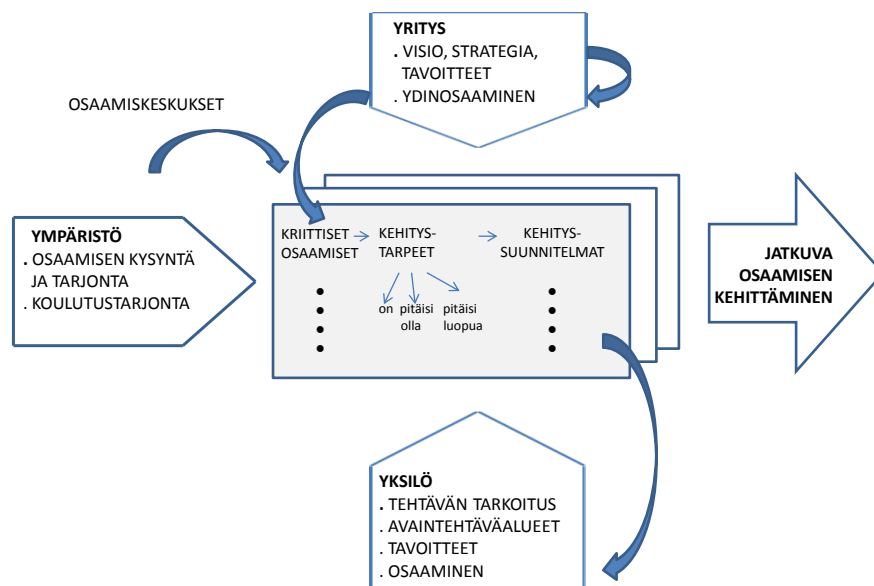 YRITYS
. VISIO, STRATEGIA,
TAVOITTEET
. YDINOSAAMINEN
OSAAMISKESKUKSET
YMPÄRISTÖ
. OSAAMISEN KYSYNTÄ
JA TARJONTA
. KOULUTUSTARJONTA
KRIITTISET
OSAAMISET
KEHITYS-
TARPEET
KEHITYS-
SUUNNITELMAT
on
pitäisi
olla
pitäisi
luopua
JATKUVA
OSAAMISEN
KEHITTÄMINEN
YKSILÖ
. TEHTÄVÄN TARKOITUS
. AVAINTEHTÄVÄALUEET
. TAVOITTEET
. OSAAMINEN